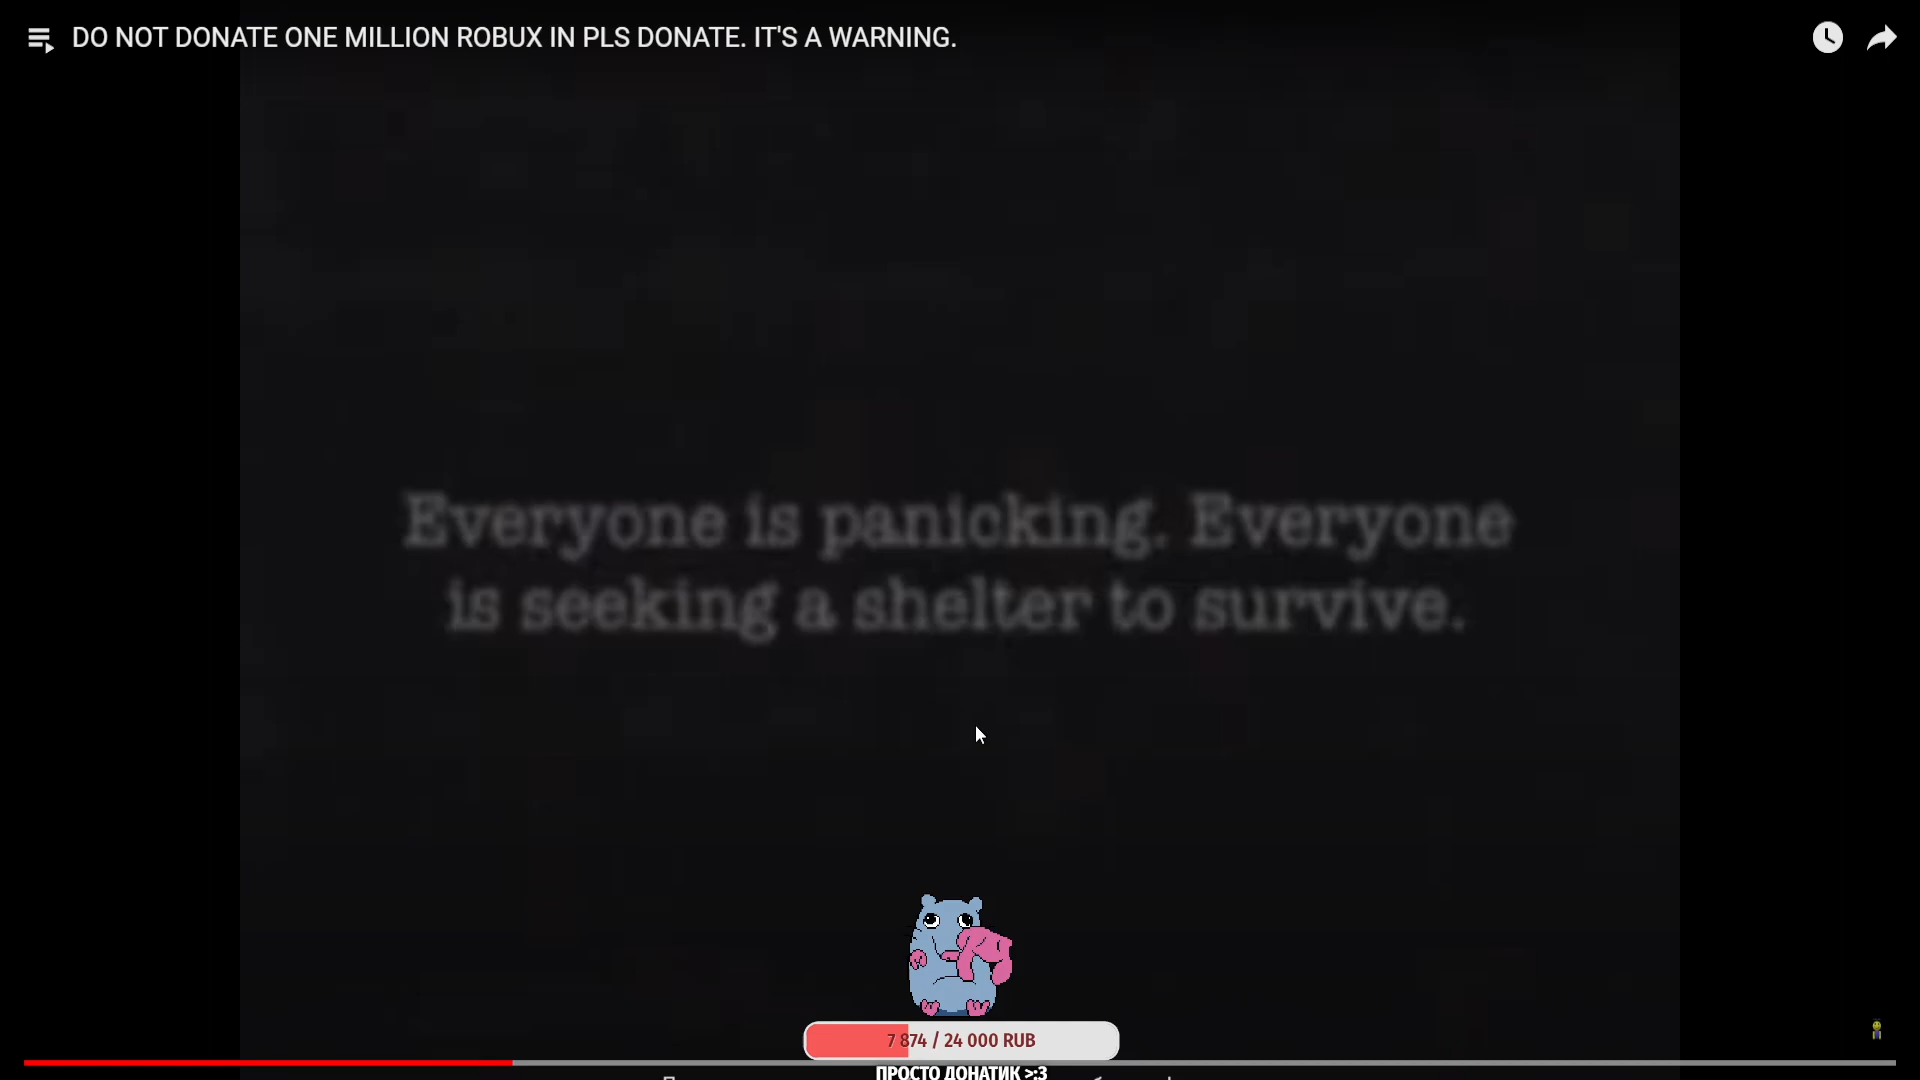 DO NOT DONATE ONE MILLION ROBUX IN PLS DONATE. IT'S A WARNING.
Everyone is panicking. Everyone
is seeking a shelter to survive.
7 874 / 24 000 RUB
ПРОСТО ДОНАТИК >:3